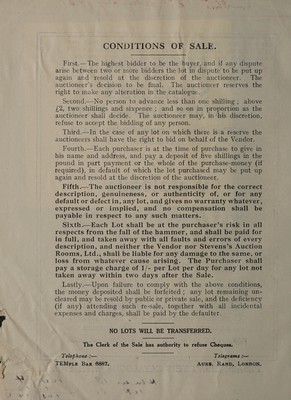 CONDITIONS OF SALE.
First.—The highest bidder to be the buyer, and if any dispute
arise between two or more bidders the lot in dispute to be put up
again and resold at the discretion of the auctioneer. The
auctioneer's decision to be final. The auctioneer reserves the
right to make any alteration in the catalogue.
Second.—No person to advance less than one shilling; above
£2, two shillings and sixpence; and so on in proportion as the
auctioneer shall decide. The auctioneer may, in his discretion,
refuse to accept the bidding of any person.
Third.—In the case of any lot on which there is a reserve the
auctioneers shall have the right to bid on behalf of the Vendor.
Fourth.—Each purchaser is at the time of purchase to give in
his name and address, and pay a deposit of five shillings in the
pound in part payment or the whole of the purchase-money (if
required), in default of which the lot purchased may be put up
again and resold at the discretion of the auctioneer.
Fifth.—The auctioneer is not responsible for the correct
description, genuineness, or authenticity of, or for any
default or defect in, any lot, and gives no warranty whatever,
expressed or implied, and no compensation shall be
payable in respect to any such matters.
Sixth.—Each Lot shall be at the purchaser's risk in all
respects from the fall of the hammer, and shall be paid for
in full, and taken away with all faults and errors of every
description, and neither the Vendor nor Stevens's Auction
Rooms, Ltd., shall be liable for any damage to the same, or
loss from whatever cause arising. The Purchaser shall
pay a storage charge of 1/- per Lot per day for any lot not
taken away within two days after the Sale.
Lastly.—Upon failure to comply with the above conditions,
the money deposited shall be forfeited; any lot remaining un-
cleared may be resold by public or private sale, and the deficiency
(if any) attending such re-sale, together with all incidental
expenses and charges, shall be paid by the defaulter.
NO LOTS WILL BE TRANSFERRED.
The Clerk of the Sale has authority to refuse Cheques.
Telephone:— Telegrams:—
TEMPLE BAR 6867. AURE, RAND, LONDON.